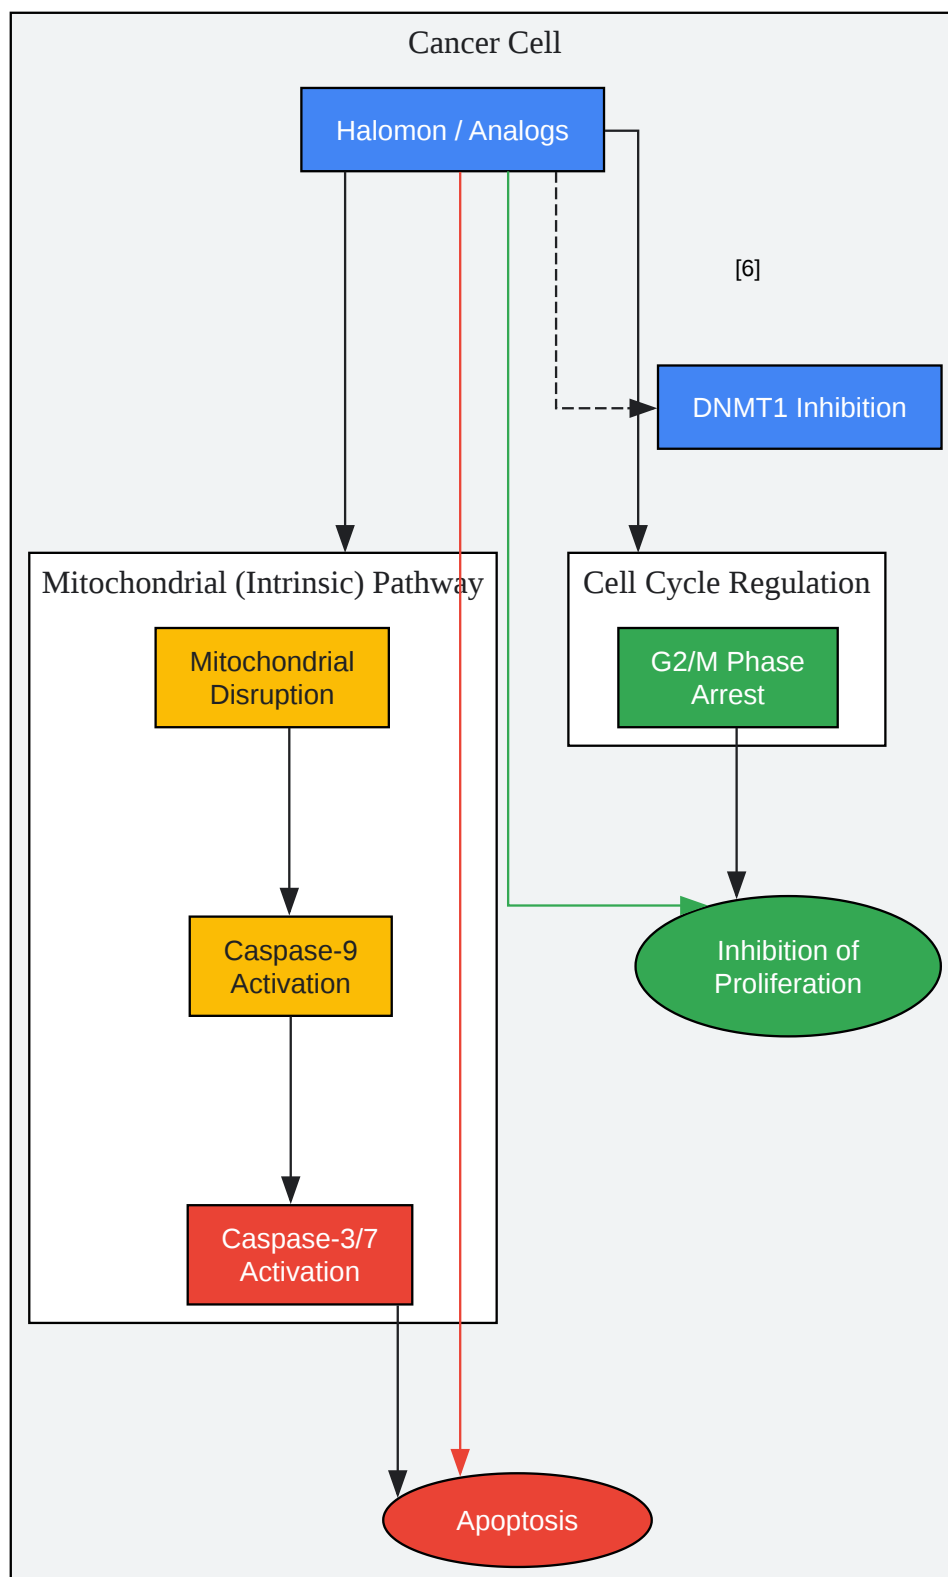 Cancer Cell
Halomon / Analogs
[6]
DNMT1 Inhibition
Mitochondrial (Intrinsic) Pathway
Cell Cycle Regulation
Mitochondrial
Disruption
G2/M Phase
Arrest
Caspase-9
Activation
Inhibition of
Proliferation
Caspase-3/7
Activation
Apoptosis